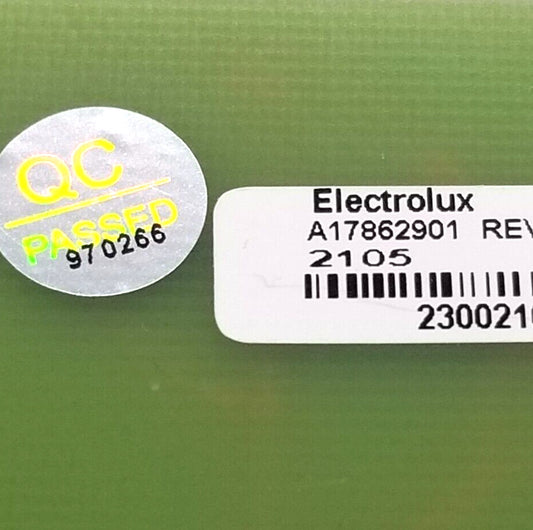 QC
PASSED
970266
Electrolux
A17862901 REV
2105
230021